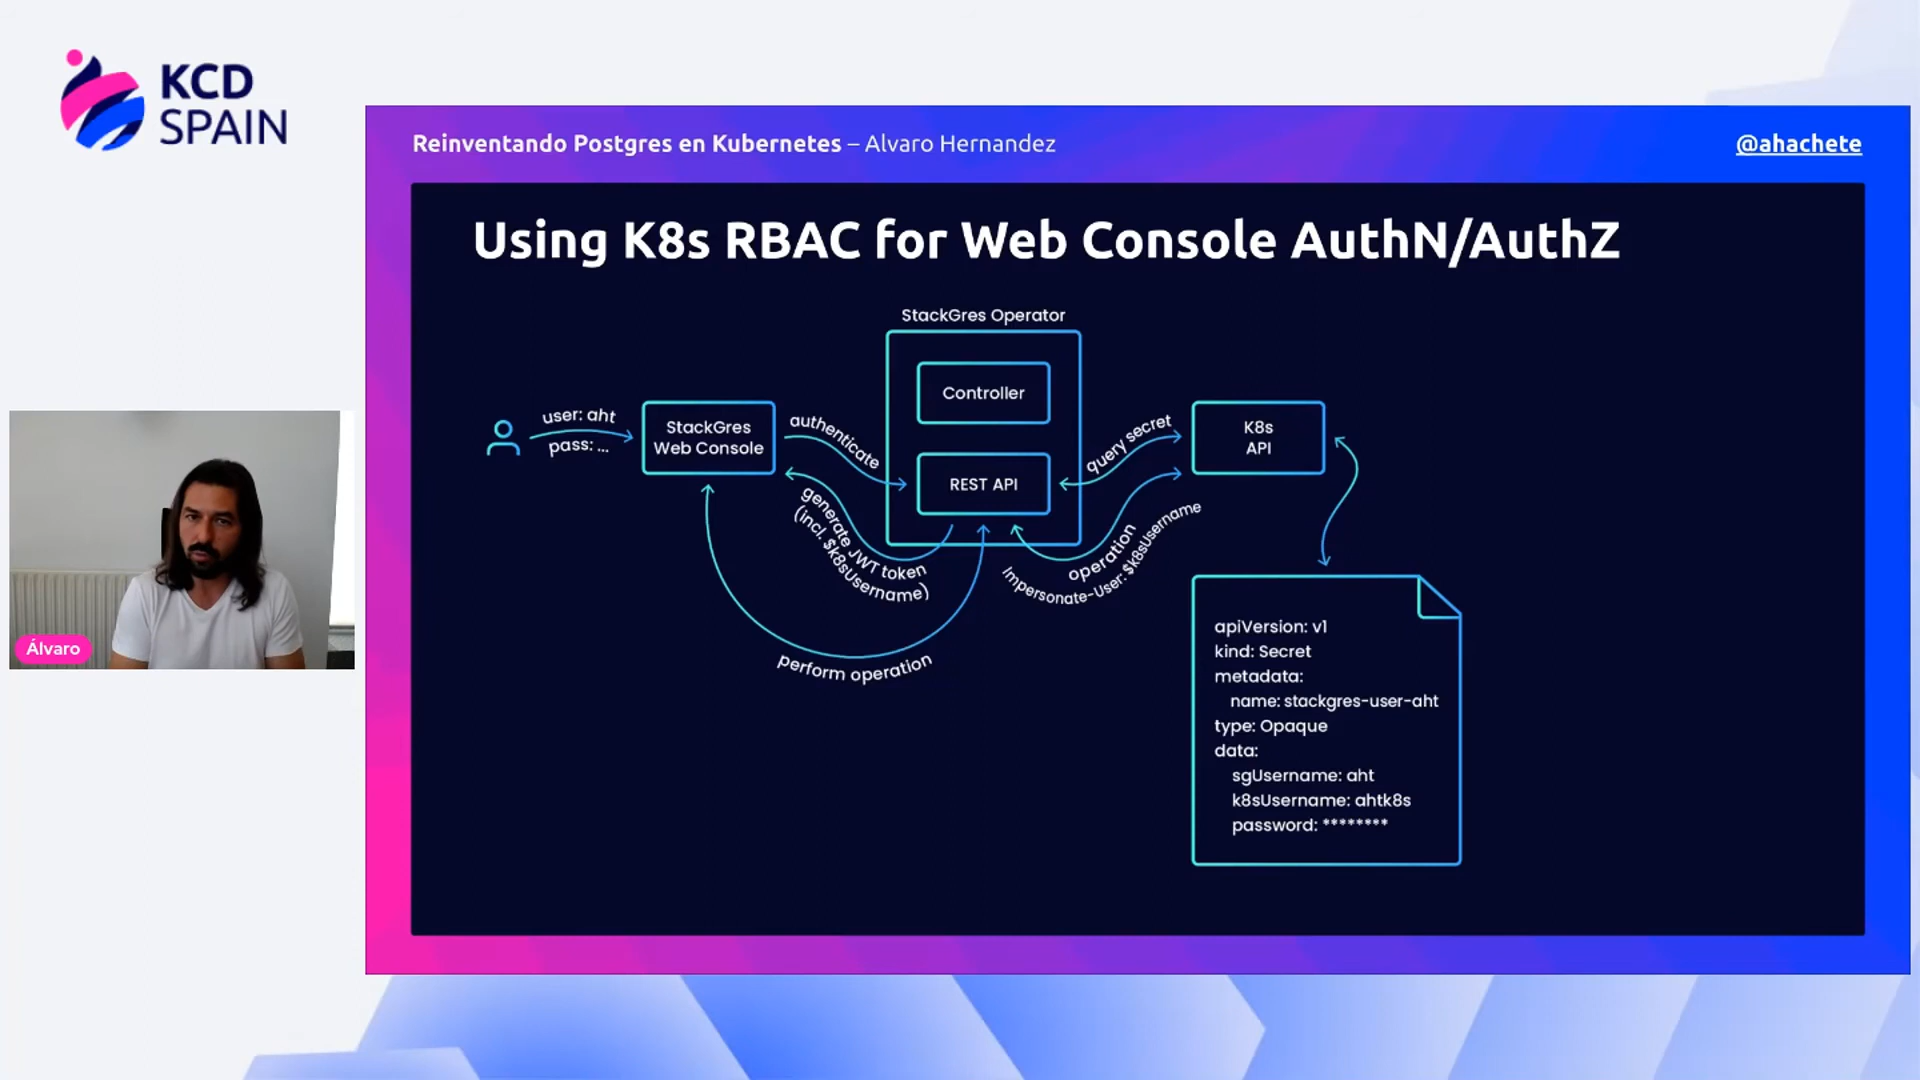 KCD
SPAIN
Reinventando Postgres en Kubernetes – Alvaro Hernandez
@ahachete
Using K8s RBAC for Web Console AuthN/AuthZ
StackGres Operator
Controller
REST API
user: aht
pass: ...
StackGres
Web Console
authenticate
generate JWT token
(incl. $k8sUsername)
perform operation
query secret
operation
Impersonate-User: $k8sUsername
K8s
API
apiVersion: v1
kind: Secret
metadata:
name: stackgres-user-aht
type: Opaque
data:
sgUsername: aht
k8sUsername: ahtk8s
password: ********
Álvaro